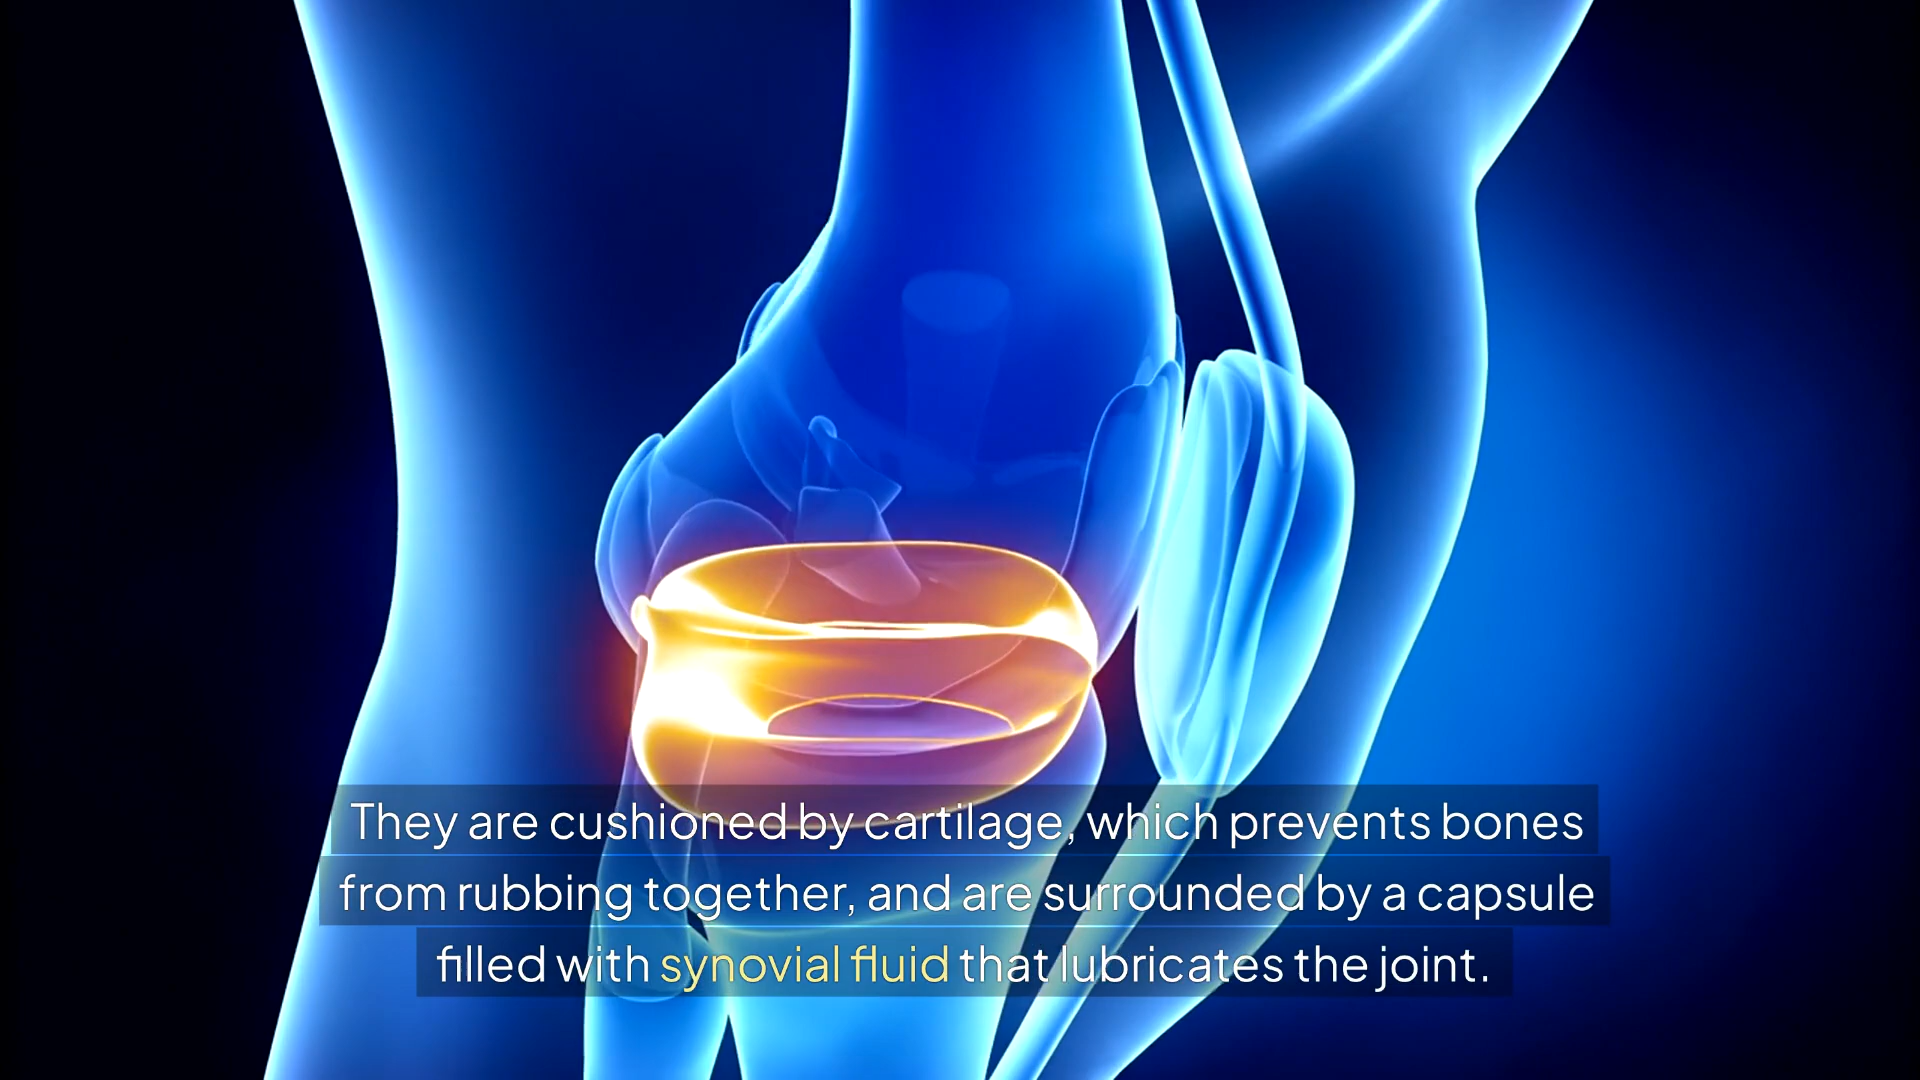 They are cushioned by cartilage, which prevents bones
from rubbing together, and are surrounded by a capsule
filled with synovial fluid that lubricates the joint.